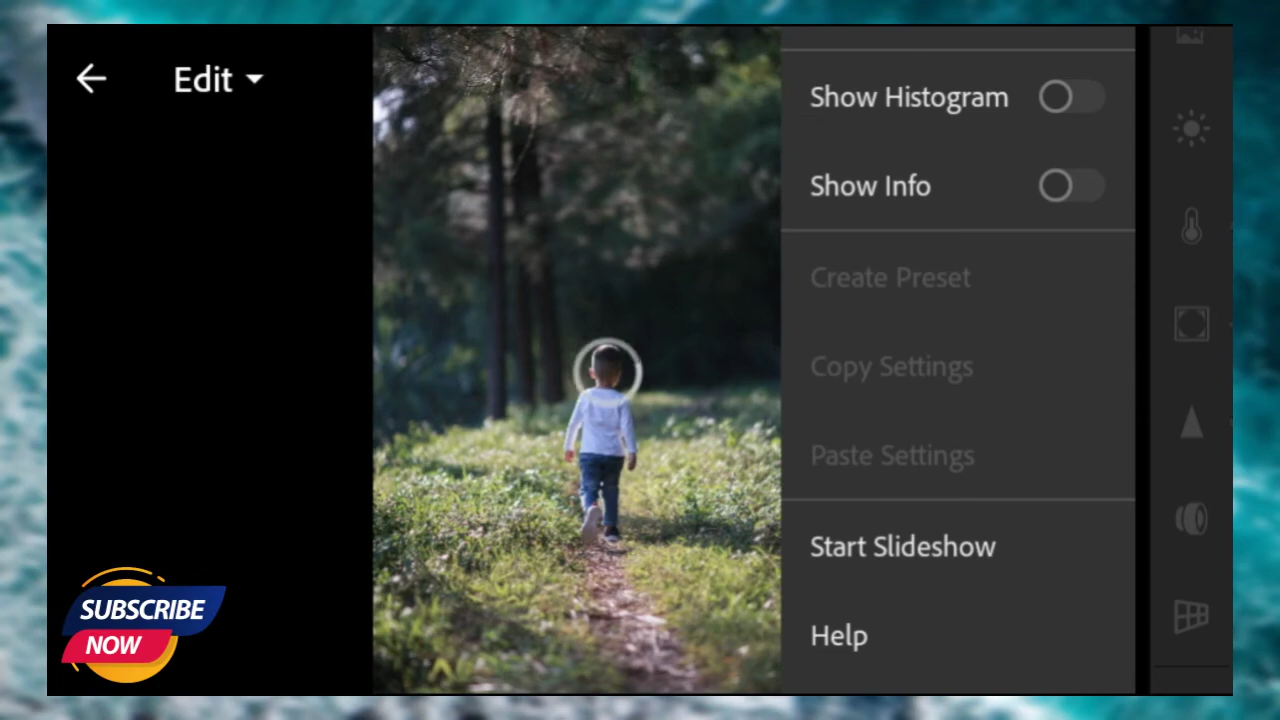 Edit
Show Histogram
Show Info
Create Preset
Copy Settings
Paste Settings
Start Slideshow
Help
SUBSCRIBE
NOW